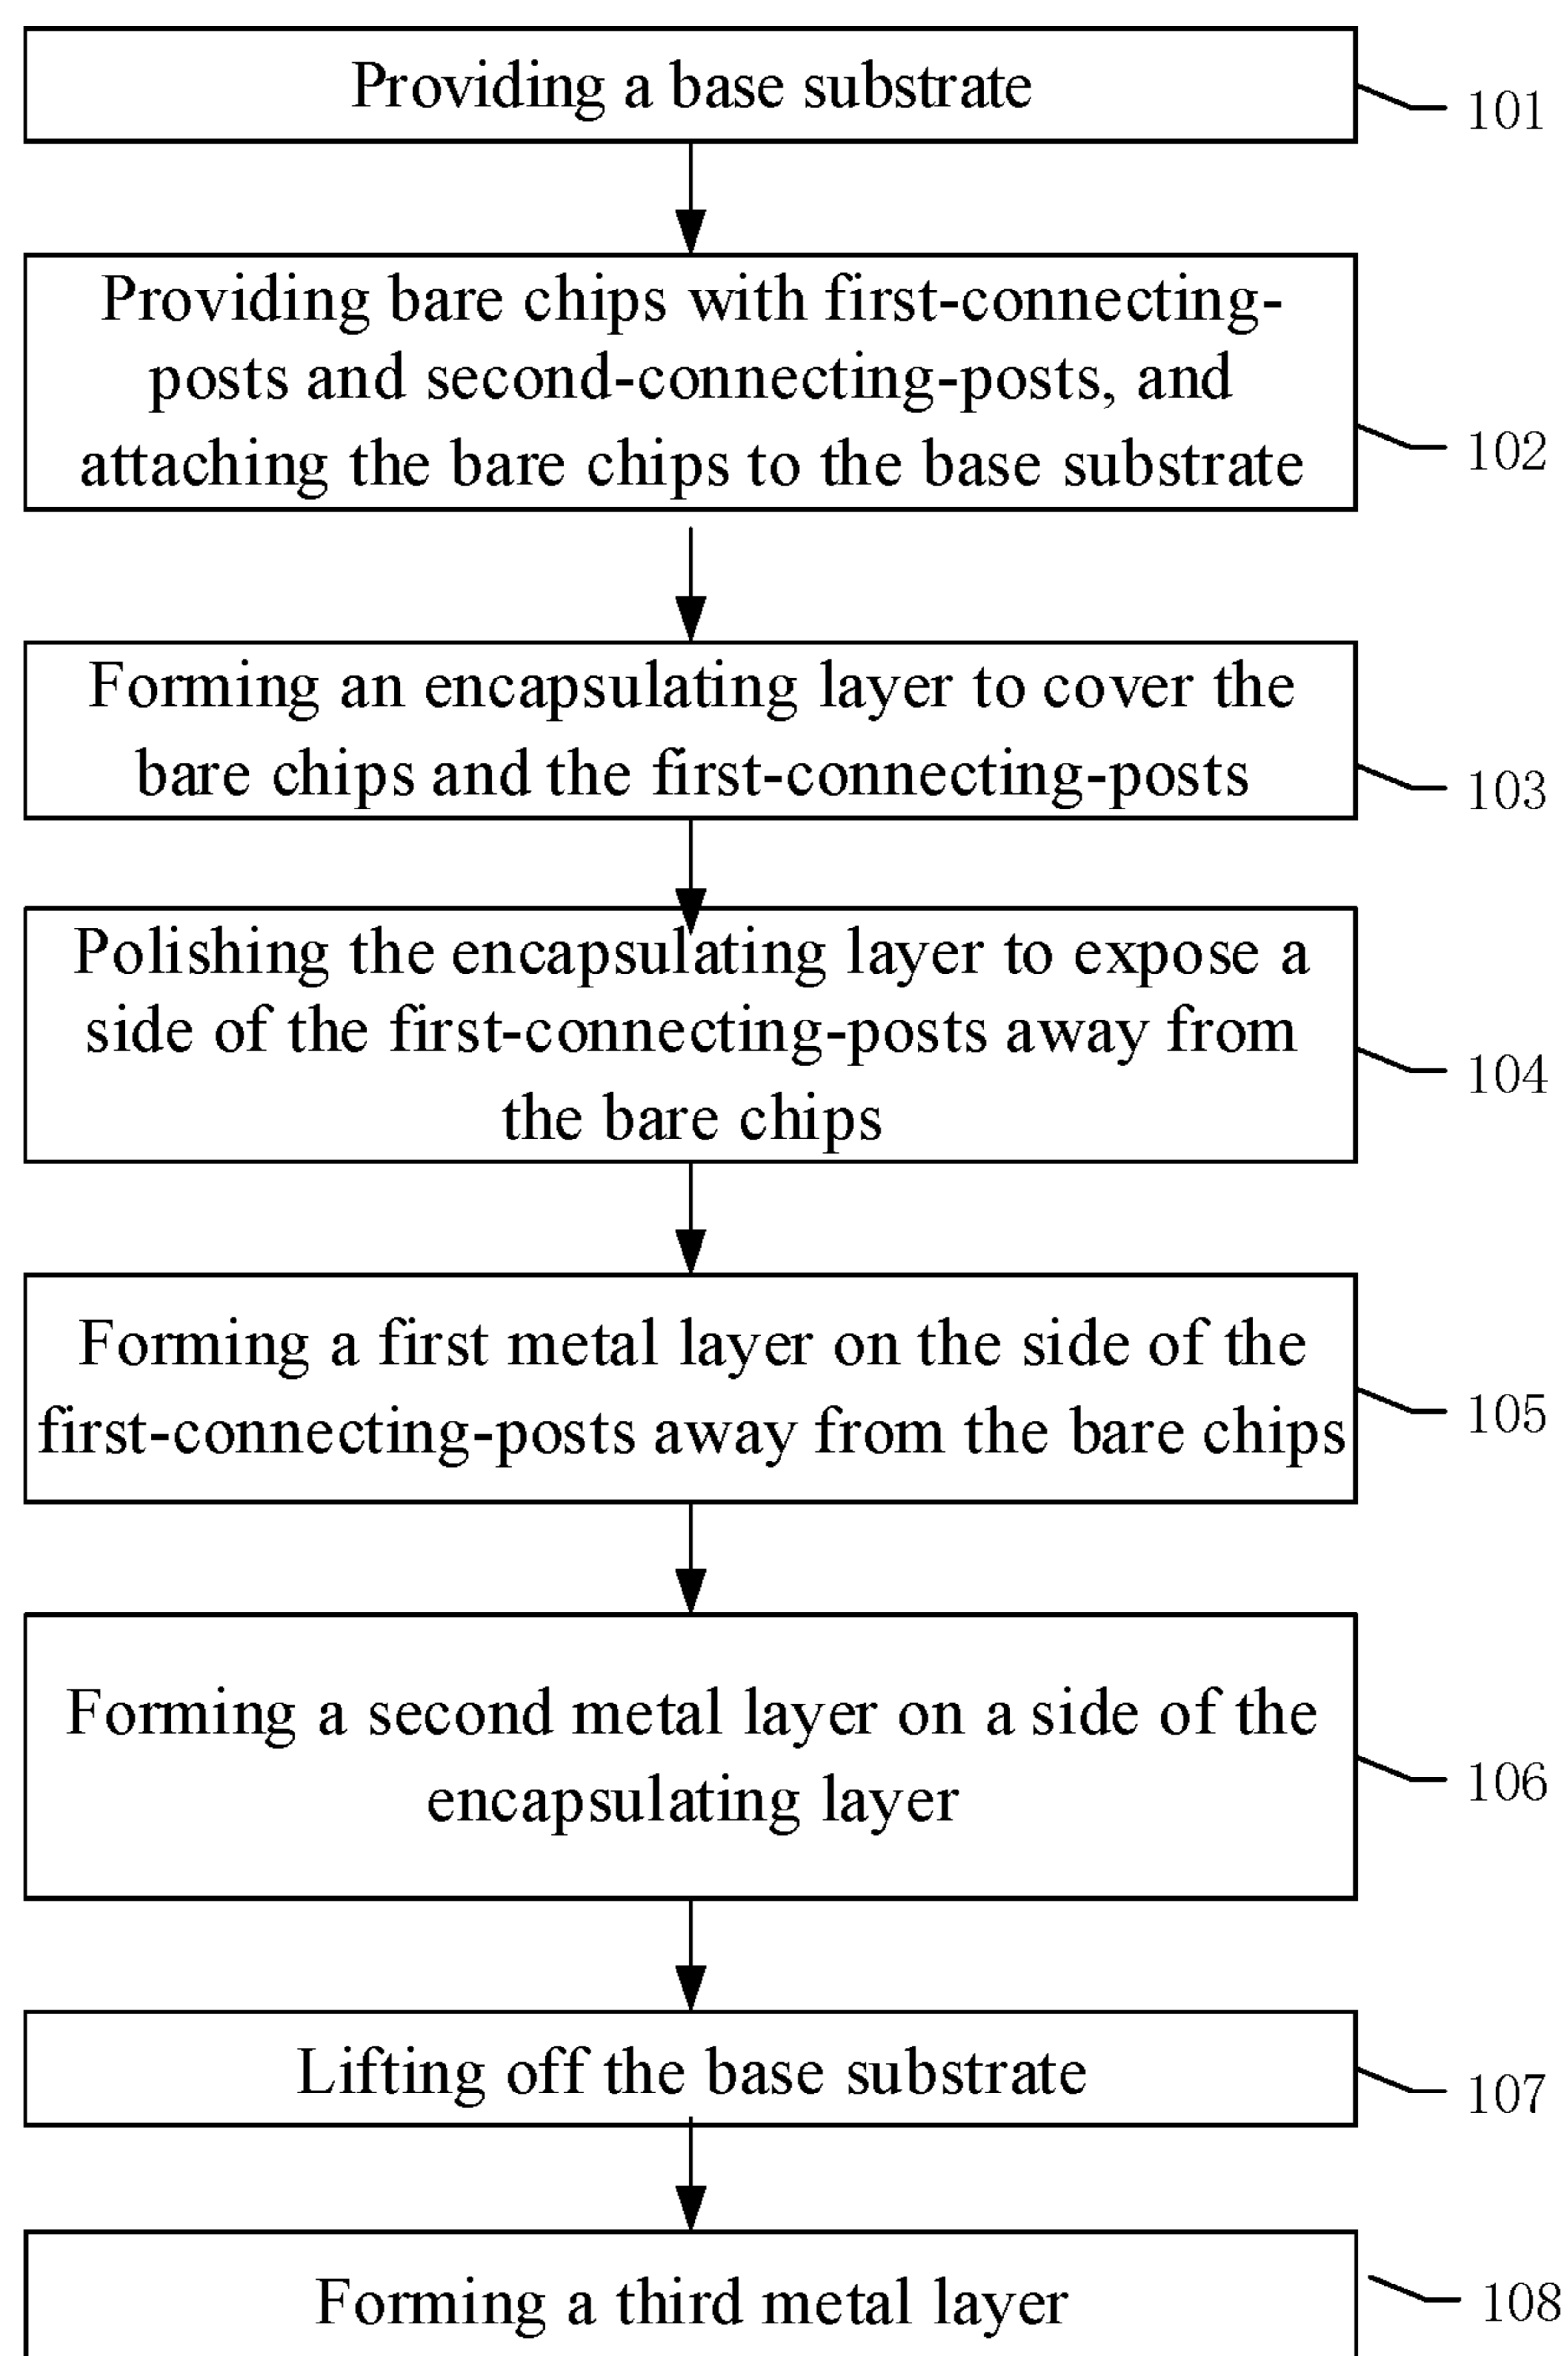 Providing a base substrate
101
Providing bare chips with first-connecting-
posts and second-connecting-posts, and
attaching the bare chips to the base substrate
102
Forming an encapsulating layer to cover the
bare chips and the first-connecting-posts
103
Polishing the encapsulating layer to expose a
side of the first-connecting-posts away from
the bare chips
104
Forming a first metal layer on the side of the
first-connecting-posts away from the bare chips
105
Forming a second metal layer on a side of the
encapsulating layer
106
Lifting off the base substrate
107
Forming a third metal layer
108